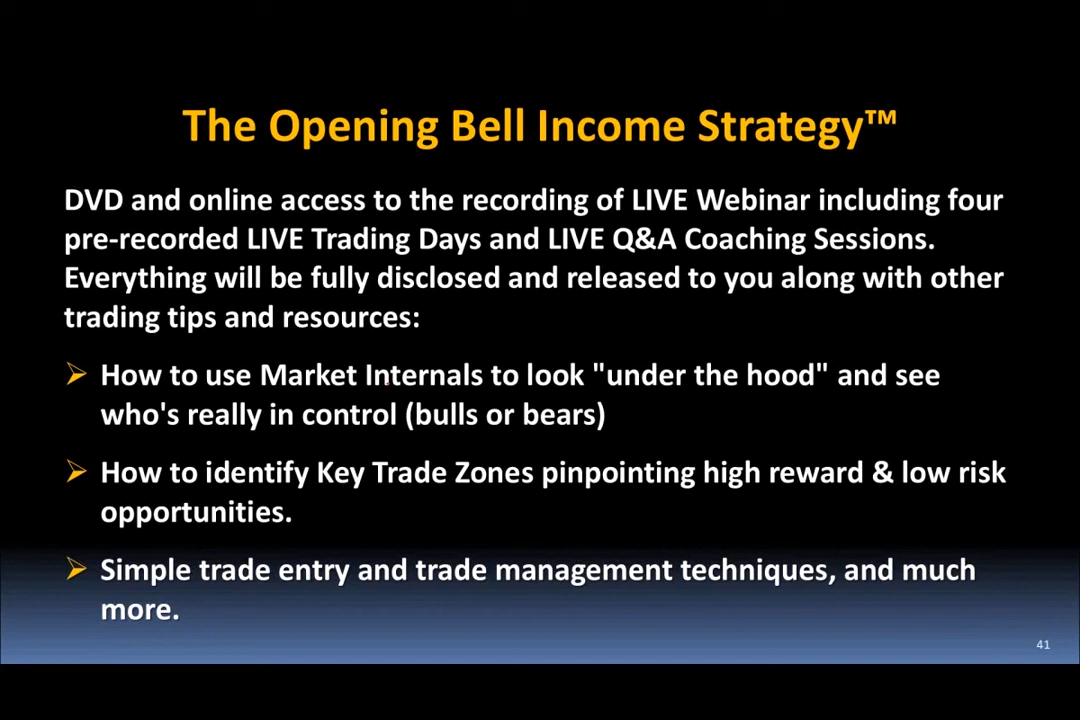 The Opening Bell Income Strategy™
DVD and online access to the recording of LIVE Webinar including four
pre-recorded LIVE Trading Days and LIVE Q&A Coaching Sessions.
Everything will be fully disclosed and released to you along with other
trading tips and resources:
➢ How to use Market Internals to look "under the hood" and see
who's really in control (bulls or bears)
➢ How to identify Key Trade Zones pinpointing high reward & low risk
opportunities.
➢ Simple trade entry and trade management techniques, and much
more.
41